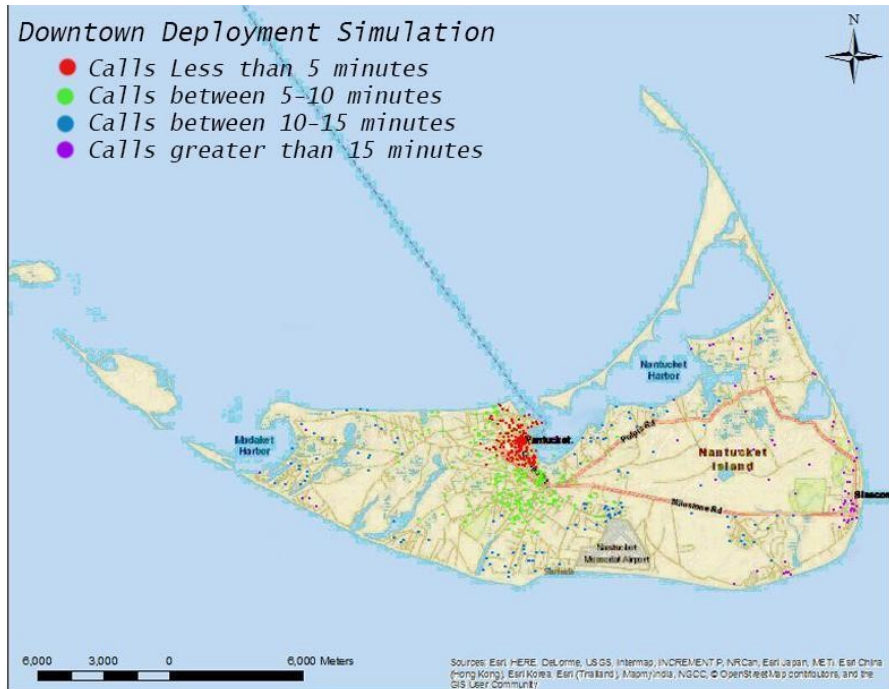 Downtown Deployment Simulation
Calls Less than 5 minutes
Calls between 5-10 minutes
Calls between 10-15 minutes
Calls greater than 15 minutes
N
Nantucket
Harbor
Madaket
Harbor
Nantucket
Polpis Rd
Nantucket
Island
Siascon
Milestone Rd
Nantucket
Memorial Airport
6,000 3,000 0 6,000 Meters
Sources: Esri, HERE, DeLorme, USGS, Intermap, INCREMENT P, NRCan, Esri Japan, METI, Esri China
(Hong Kong), Esri Korea, Esri (Thailand), MapmyIndia, NGCC, © OpenStreetMap contributors, and the
GIS User Community